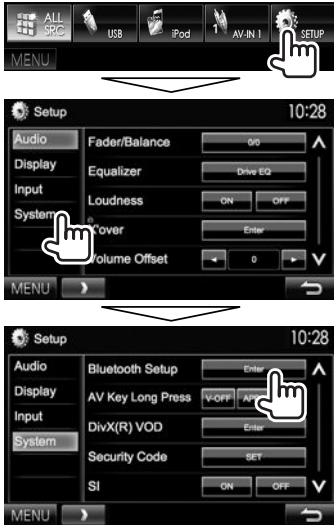 ALL SRC USB iPod 1 AV-IN 1 SETUP
MENU
Setup 10:28
Audio Fader/Balance 0/0
Display Equalizer Drive EQ
Input Loudness ON OFF
System Enter
Volume Offset 0
MENU
Setup 10:28
Audio Bluetooth Setup Enter
Display AV Key Long Press V-OFF
Input DivX(R) VOD Enter
System Security Code SET
SI ON OFF
MENU